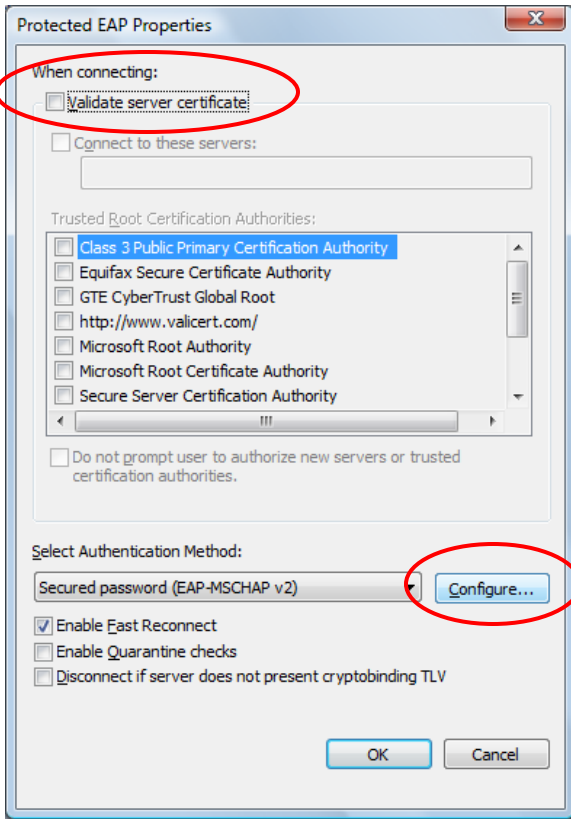 Protected EAP Properties
When connecting:
Validate server certificate
Connect to these servers:
Trusted Root Certification Authorities:
Class 3 Public Primary Certification Authority
Equifax Secure Certificate Authority
GTE CyberTrust Global Root
http://www.valicert.com/
Microsoft Root Authority
Microsoft Root Certificate Authority
Secure Server Certification Authority
Do not prompt user to authorize new servers or trusted
certification authorities.
Select Authentication Method:
Secured password (EAP-MSCHAP v2)
Configure...
Enable Fast Reconnect
Enable Quarantine checks
Disconnect if server does not present cryptobinding TLV
OK
Cancel